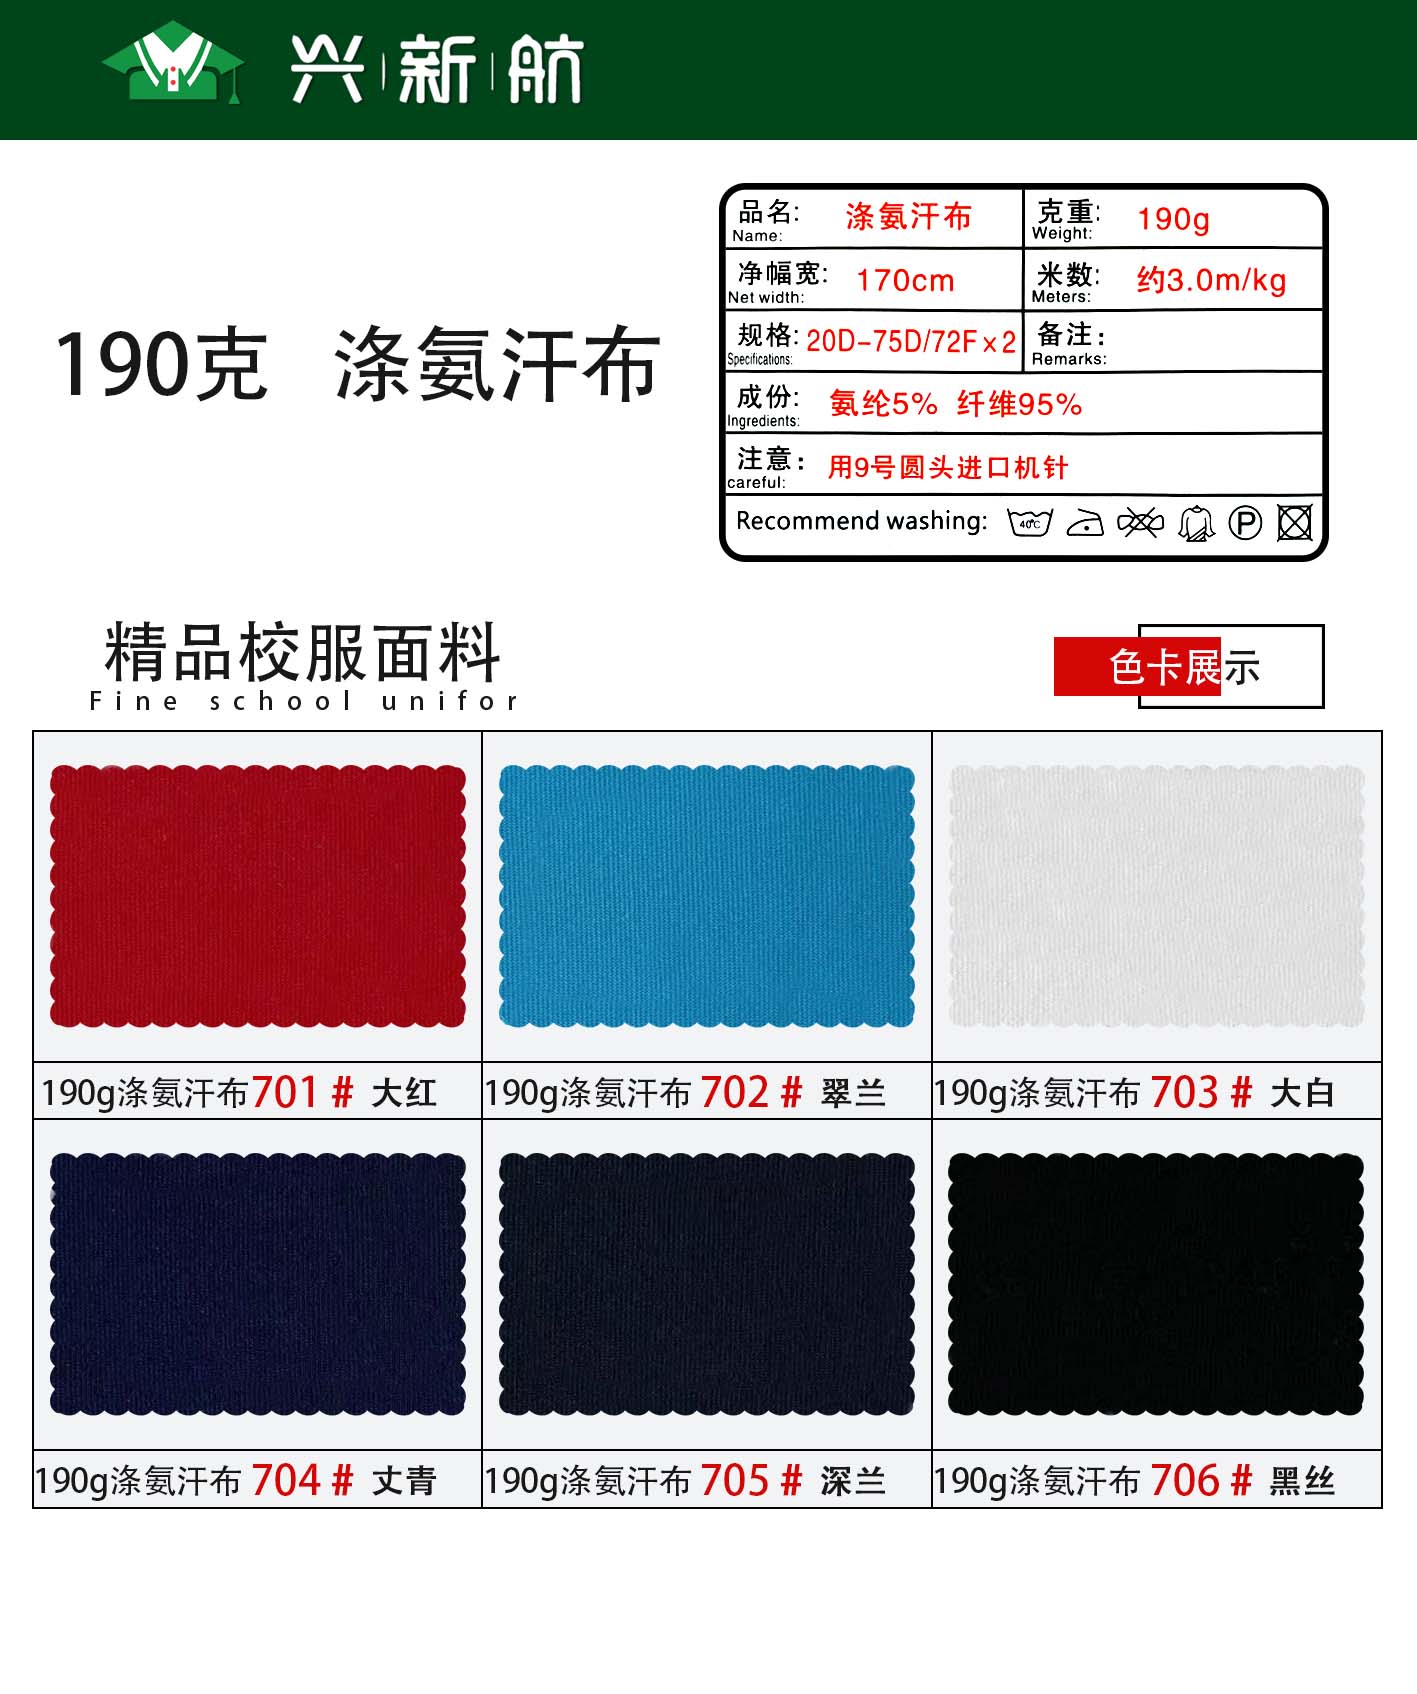 兴新航
品名: 涤氨汗布 克重: 190g
Name: Weight:
净幅宽: 170cm 米数: 约3.0m/kg
Net width: Meters:
190克 涤氨汗布
规格: 20D-75D/72F×2 备注:
Specifications: Remarks:
成份: 氨纶5% 纤维95%
Ingredients:
注意: 用9号圆头进口机针
careful:
Recommend washing: 40°C P
精品校服面料
Fine school unifor
色卡展示
190g涤氨汗布701# 大红
190g涤氨汗布 702# 翠兰
190g涤氨汗布 703# 大白
190g涤氨汗布 704# 丈青
190g涤氨汗布 705# 深兰
190g涤氨汗布 706# 黑丝